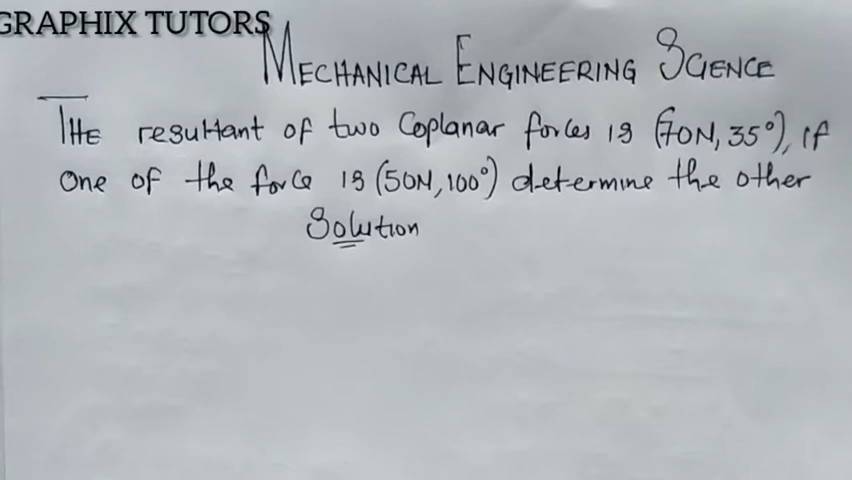 GRAPHIX TUTORS
MECHANICAL ENGINEERING SCIENCE
THE resultant of two Coplanar forces is (70N, 35°), if
one of the force is (50N, 100°) determine the other
Solution